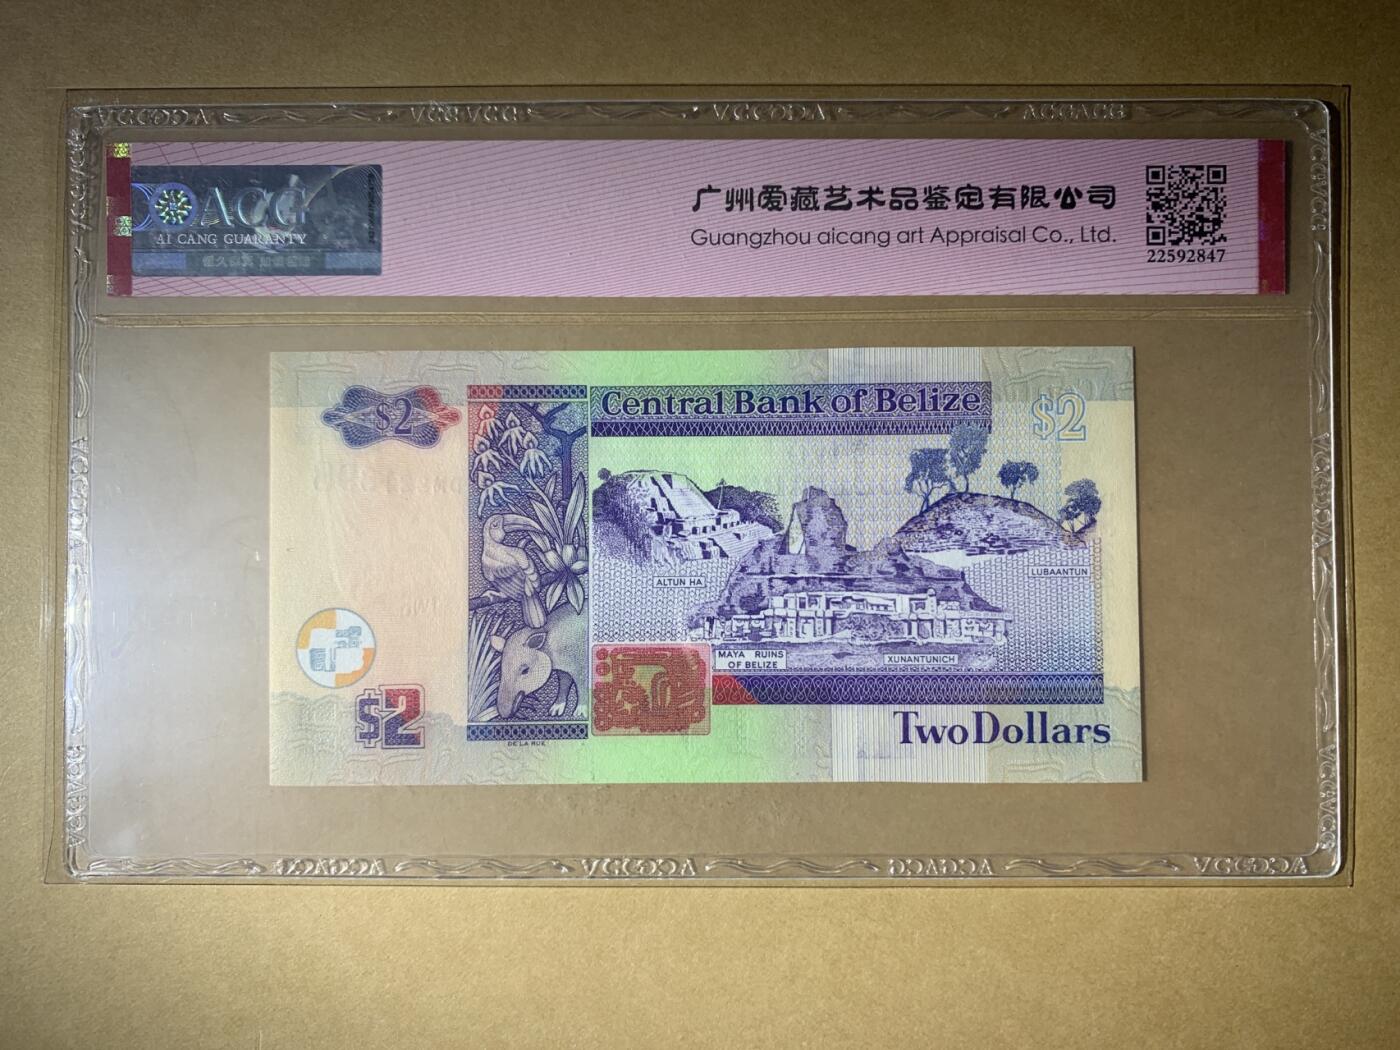 ACG
AI CANG GUARANTY
广州爱藏艺术品鉴定有限公司
Guangzhou aicang art Appraisal Co., Ltd.
22592847
$2
Central Bank of Belize
$2
ALTUN HA
LUBAANTUN
MAYA RUINS
OF BELIZE
XUNANTUNICH
$2
Two Dollars
DE LA RUE